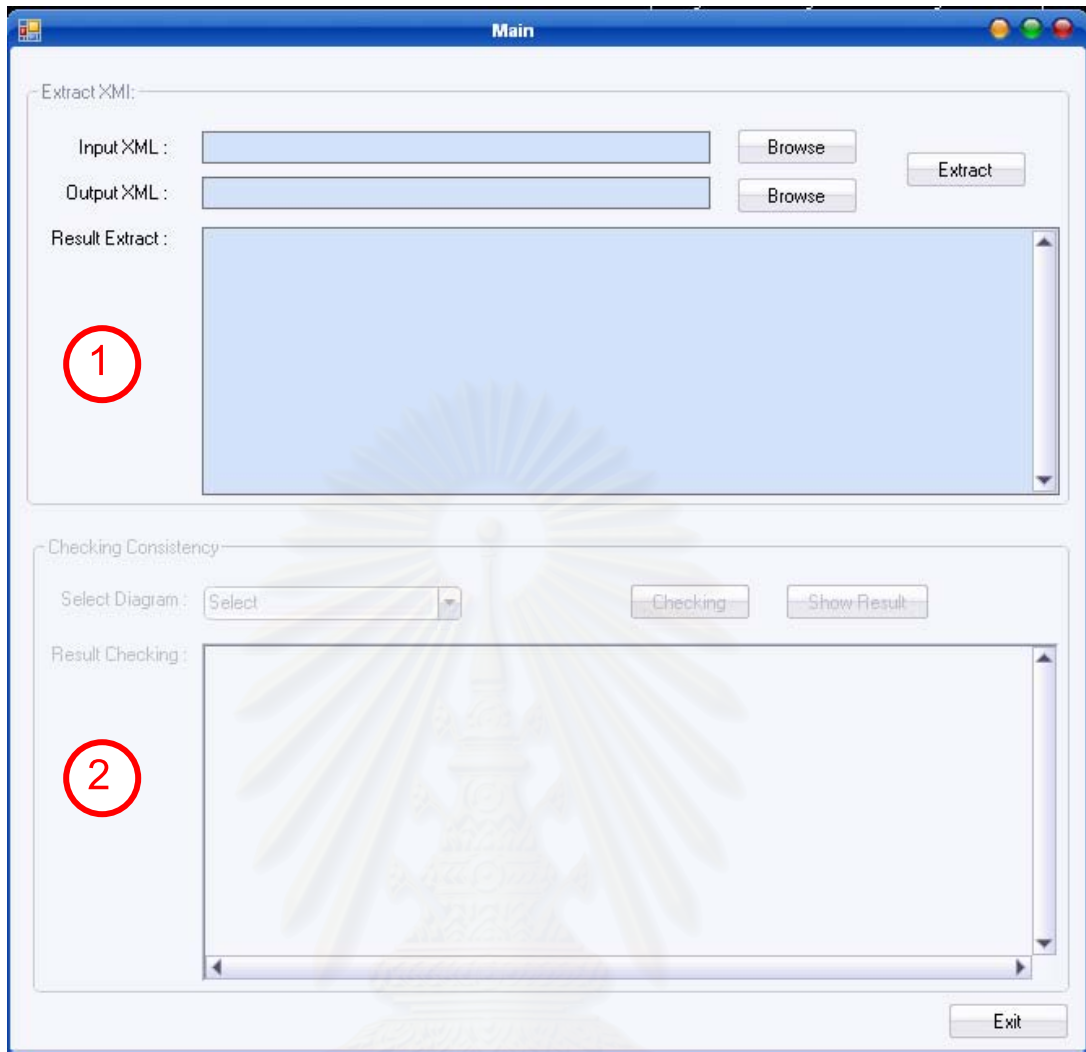 Main
Extract XMI:
Input XML :
Browse
Extract
Output XML :
Browse
Result Extract :
1
Checking Consistency
Select Diagram :
Select
Checking
Show Result
Result Checking :
2
Exit